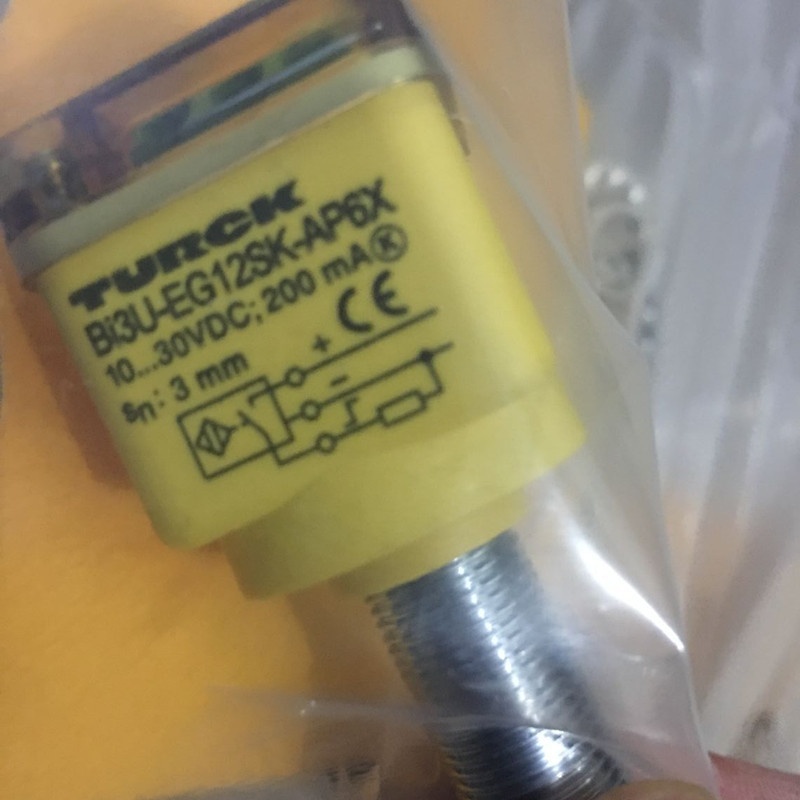 TURCK
Bi3U-EG12SK-AP6X
10...30VDC; 200 mA Ⓚ
sn: 3 mm CE
+
-